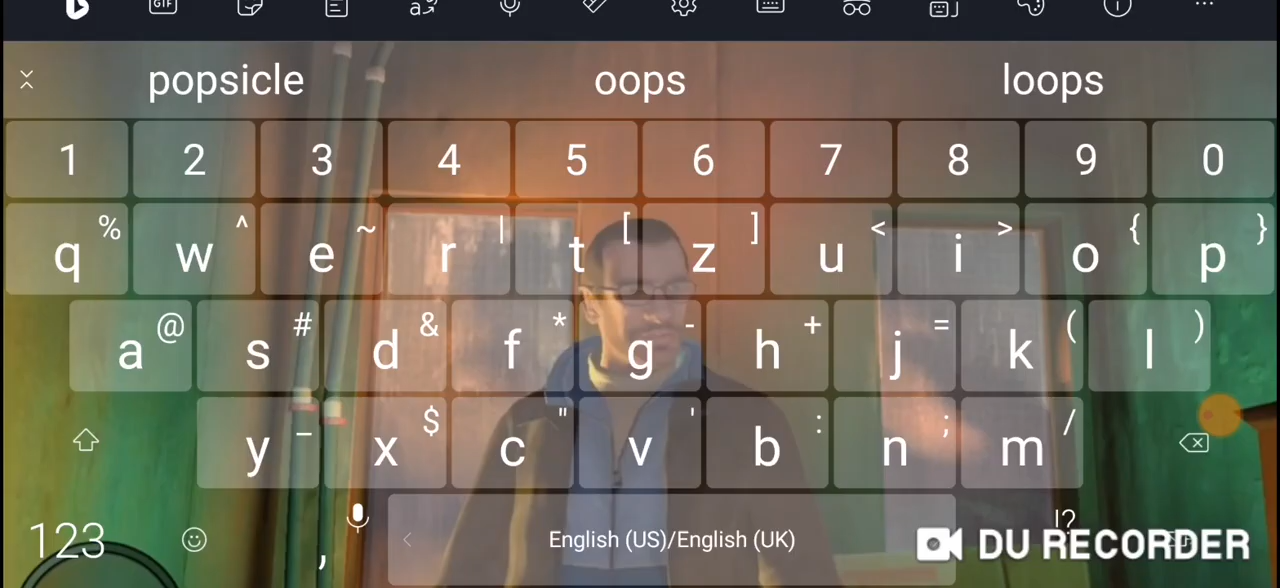 GIF
popsicle oops loops
1 2 3 4 5 6 7 8 9 0
% ^ ~ | [ ] < > { }
q w e r t z u i o p
@ # & * - + = ( )
a s d f g h j k l
_ $ " ' : ; /
y x c v b n m
!?
123 , English (US)/English (UK)
DU RECORDER